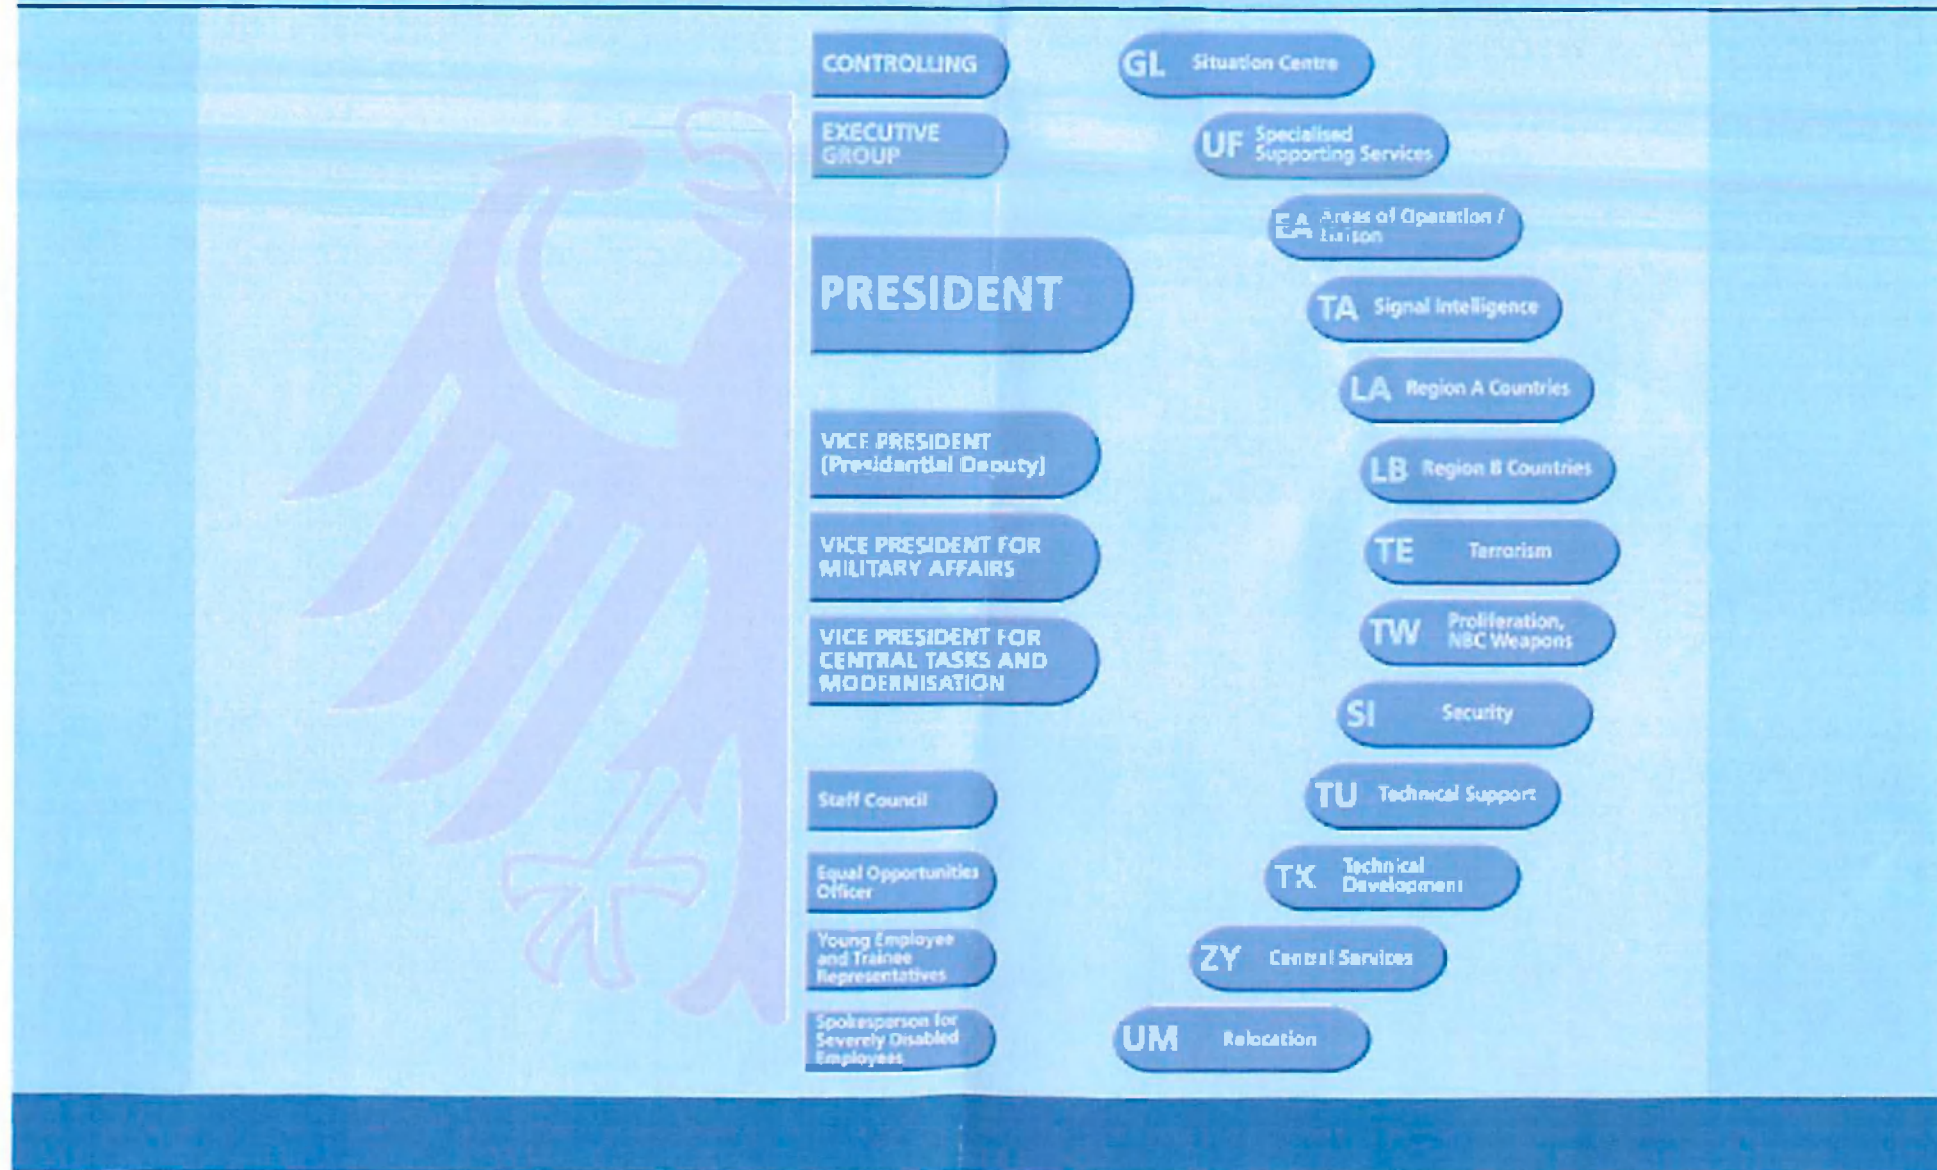 CONTROLLING
EXECUTIVE
GROUP
PRESIDENT
VICE PRESIDENT
(Presidential Deputy)
VICE PRESIDENT FOR
MILITARY AFFAIRS
VICE PRESIDENT FOR
CENTRAL TASKS AND
MODERNISATION
Staff Council
Equal Opportunities
Officer
Young Employee
and Trainee
Representatives
Spokesperson for
Severely Disabled
Employees
GL Situation Centre
UF Specialised
Supporting Services
EA Areas of Operation /
Liaison
TA Signal Intelligence
LA Region A Countries
LB Region B Countries
TE Terrorism
TW Proliferation,
NBC Weapons
SI Security
TU Technical Support
TK Technical
Development
ZY Central Services
UM Relocation